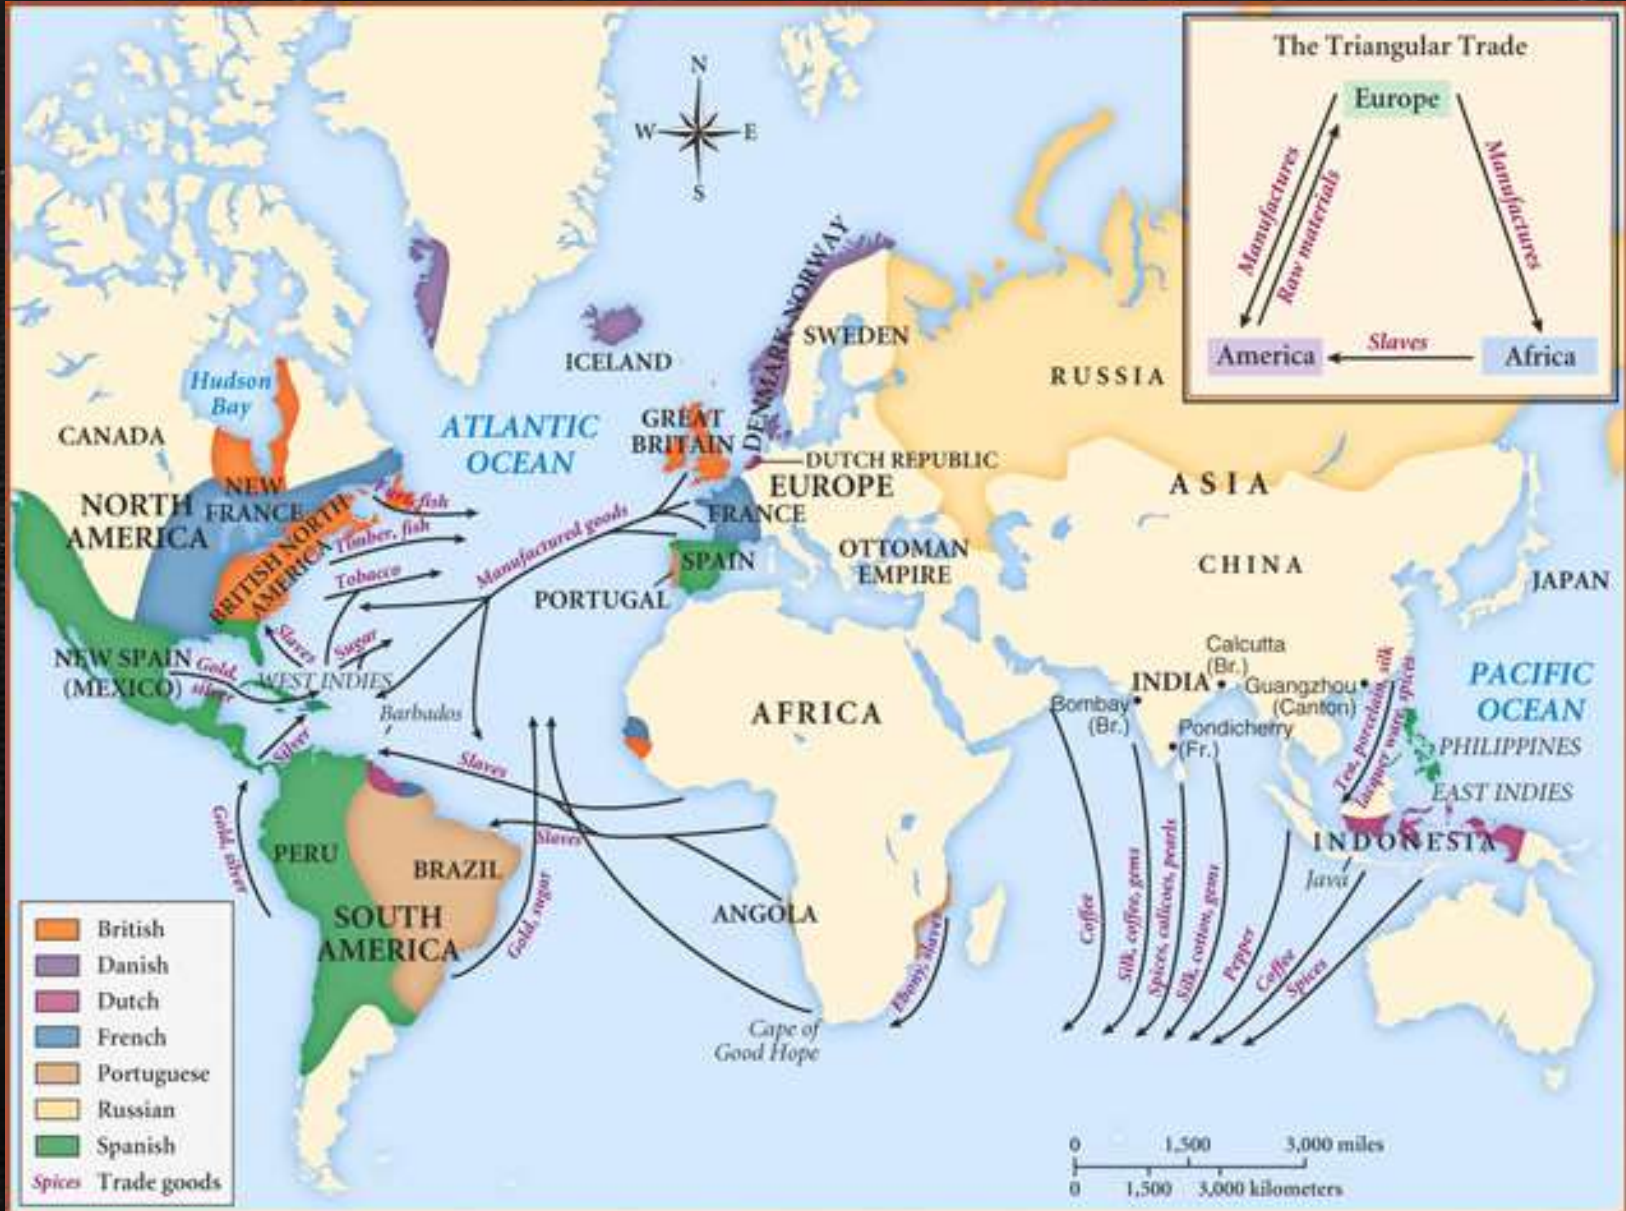 The Triangular Trade
Europe
Manufactures
Raw materials
Manufactures
America
Slaves
Africa
N
W
E
S
DENMARK-NORWAY
SWEDEN
ICELAND
RUSSIA
Hudson
Bay
CANADA
ATLANTIC
OCEAN
GREAT
BRITAIN
DUTCH REPUBLIC
EUROPE
ASIA
NORTH
AMERICA
NEW
FRANCE
BRITISH NORTH
AMERICA
Furs, fish
Timber, fish
Tobacco
Manufactured goods
FRANCE
SPAIN
PORTUGAL
OTTOMAN
EMPIRE
CHINA
JAPAN
Slaves
Sugar
NEW SPAIN
(MEXICO)
Gold,
silver
WEST INDIES
Barbados
Silver
AFRICA
Calcutta
(Br.)
INDIA
Guangzhou
(Canton)
Bombay
(Br.)
Pondicherry
(Fr.)
Tea, porcelain, silk
lacquer ware, spices
PACIFIC
OCEAN
PHILIPPINES
EAST INDIES
INDONESIA
Java
Slaves
Slaves
Gold, silver
PERU
BRAZIL
SOUTH
AMERICA
Gold, sugar
ANGOLA
Ebony, slaves
Cape of
Good Hope
Coffee
Silk, coffee, gems
Spices, calicoes, pearls
Silk, cotton, gems
Pepper
Coffee
Spices
British
Danish
Dutch
French
Portuguese
Russian
Spanish
Spices Trade goods
0 1,500 3,000 miles
0 1,500 3,000 kilometers